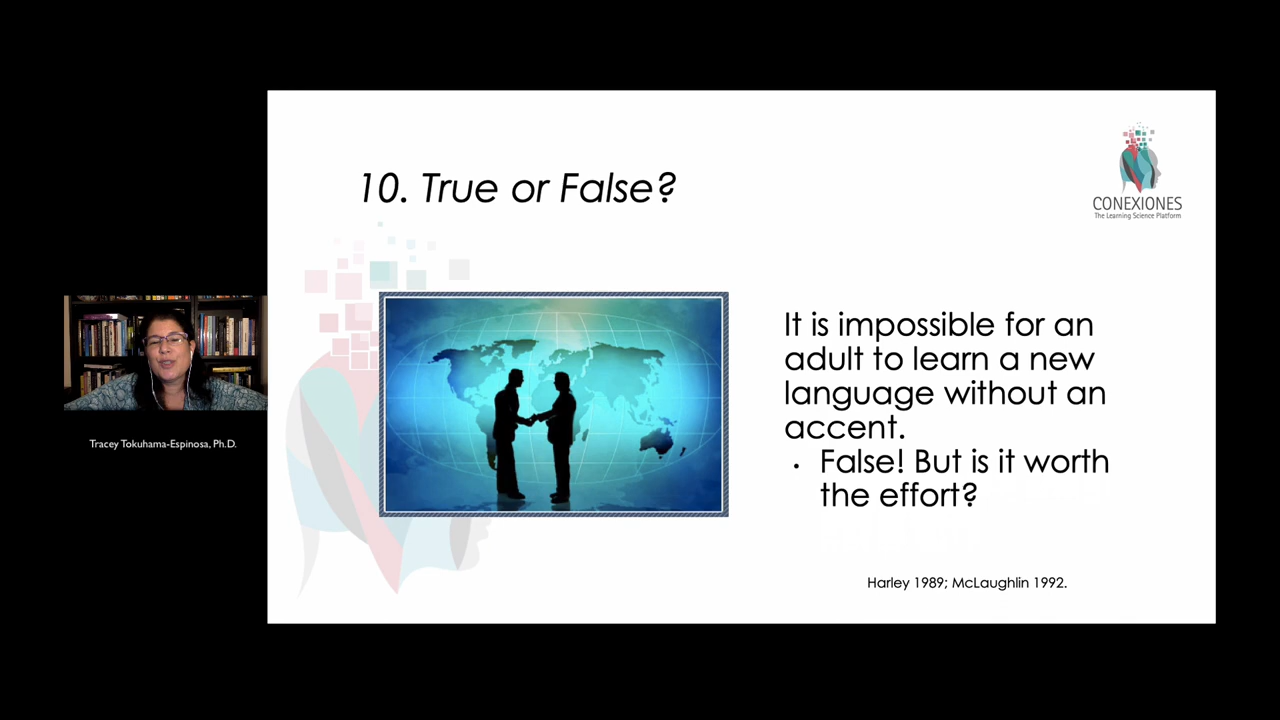 10. True or False?
CONEXIONES
The Learning Science Platform
It is impossible for an
adult to learn a new
language without an
accent.
• False! But is it worth
the effort?
Harley 1989; McLaughlin 1992.
Tracey Tokuhama-Espinosa, Ph.D.